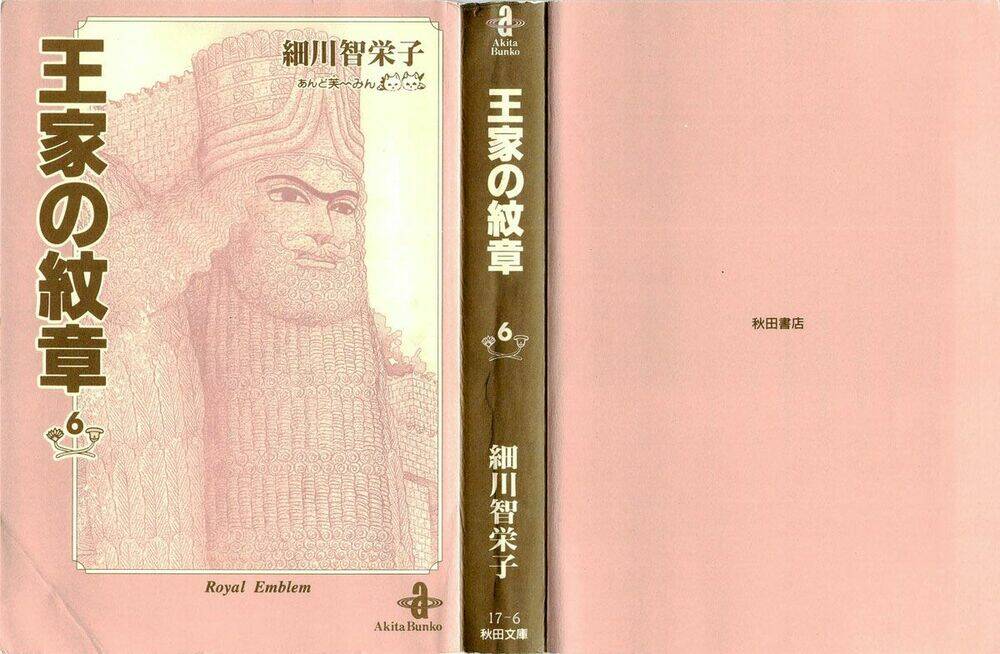 王家の紋章
6
細川智栄子
あんど芙〜みん
Royal Emblem
a
Akita Bunko
a
Akita
Bunko
王家の紋章
6
細川智栄子
17-6
秋田文庫
秋田書店